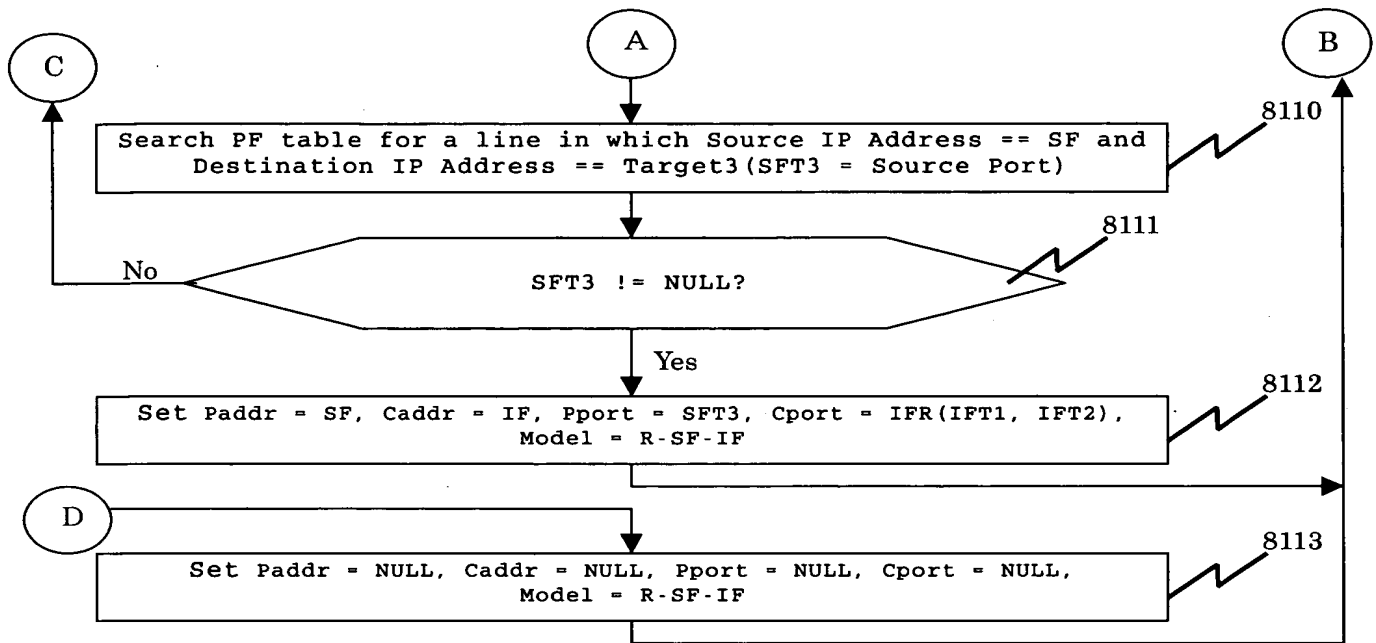 C
A
B
8110
Search PF table for a line in which Source IP Address == SF and
Destination IP Address == Target3(SFT3 = Source Port)
8111
No
SFT3 != NULL?
Yes
8112
Set Paddr = SF, Caddr = IF, Pport = SFT3, Cport = IFR(IFT1, IFT2),
Model = R-SF-IF
D
8113
Set Paddr = NULL, Caddr = NULL, Pport = NULL, Cport = NULL,
Model = R-SF-IF